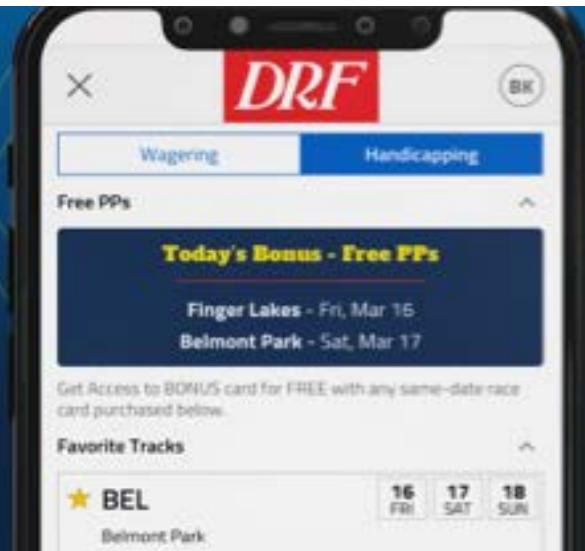 DRF
BK
Wagering
Handicapping
Free PPs
Today's Bonus - Free PPs
Finger Lakes - Fri, Mar 16
Belmont Park - Sat, Mar 17
Get Access to BONUS card for FREE with any same-date race
card purchased below.
Favorite Tracks
BEL
16 17 18
FRI SAT SUN
Belmont Park